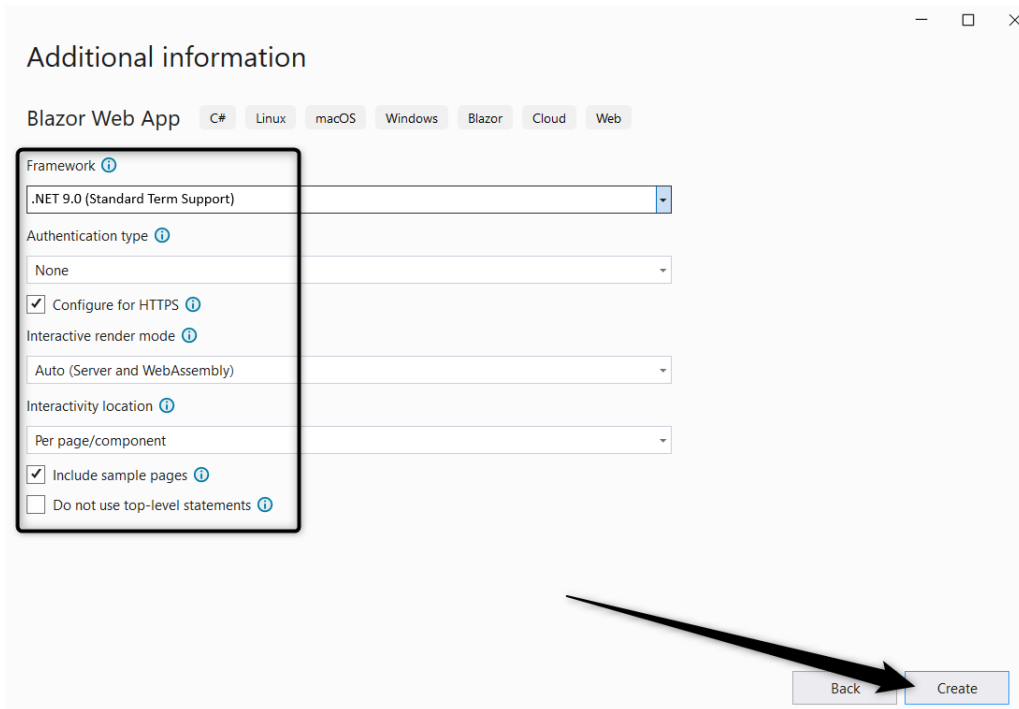 Additional information
Blazor Web App C# Linux macOS Windows Blazor Cloud Web
Framework
.NET 9.0 (Standard Term Support)
Authentication type
None
Configure for HTTPS
Interactive render mode
Auto (Server and WebAssembly)
Interactivity location
Per page/component
Include sample pages
Do not use top-level statements
Back Create